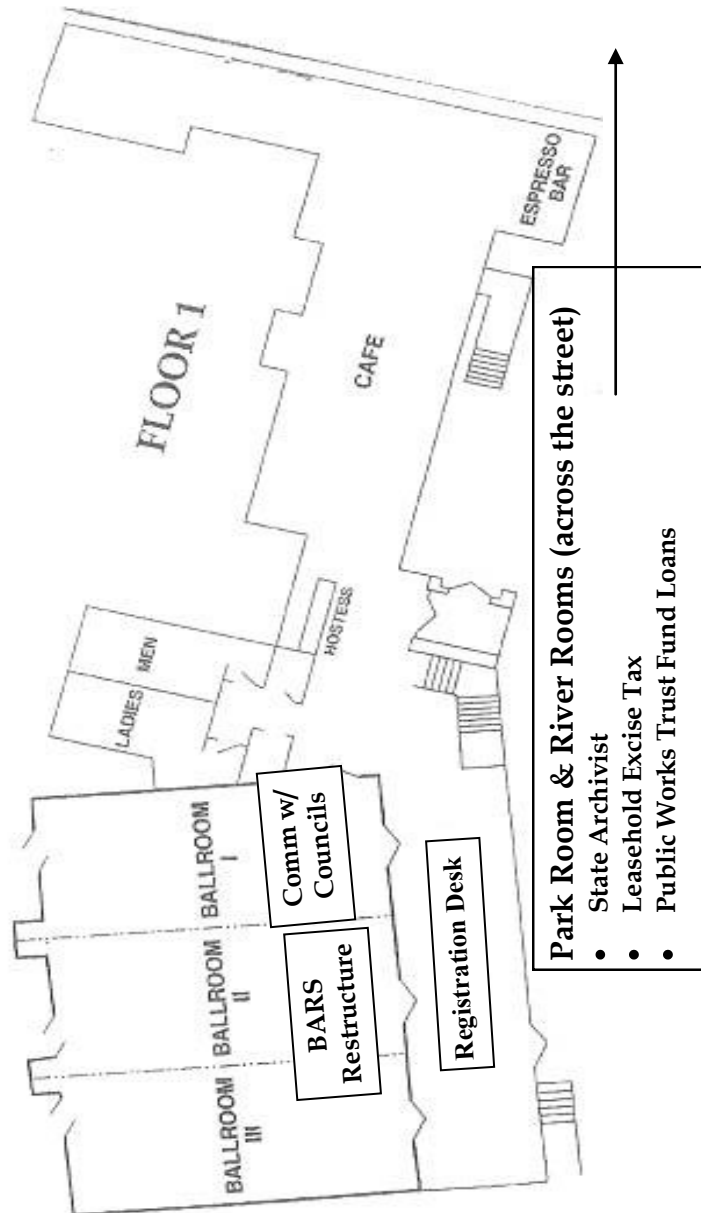 FLOOR 1
LADIES
MEN
HOSTESS
CAFE
ESPRESSO
BAR
BALLROOM
III
BALLROOM
II
BALLROOM
I
BARS
Restructure
Comm w/
Councils
Registration Desk
Park Room & River Rooms (across the street)
• State Archivist
• Leasehold Excise Tax
• Public Works Trust Fund Loans